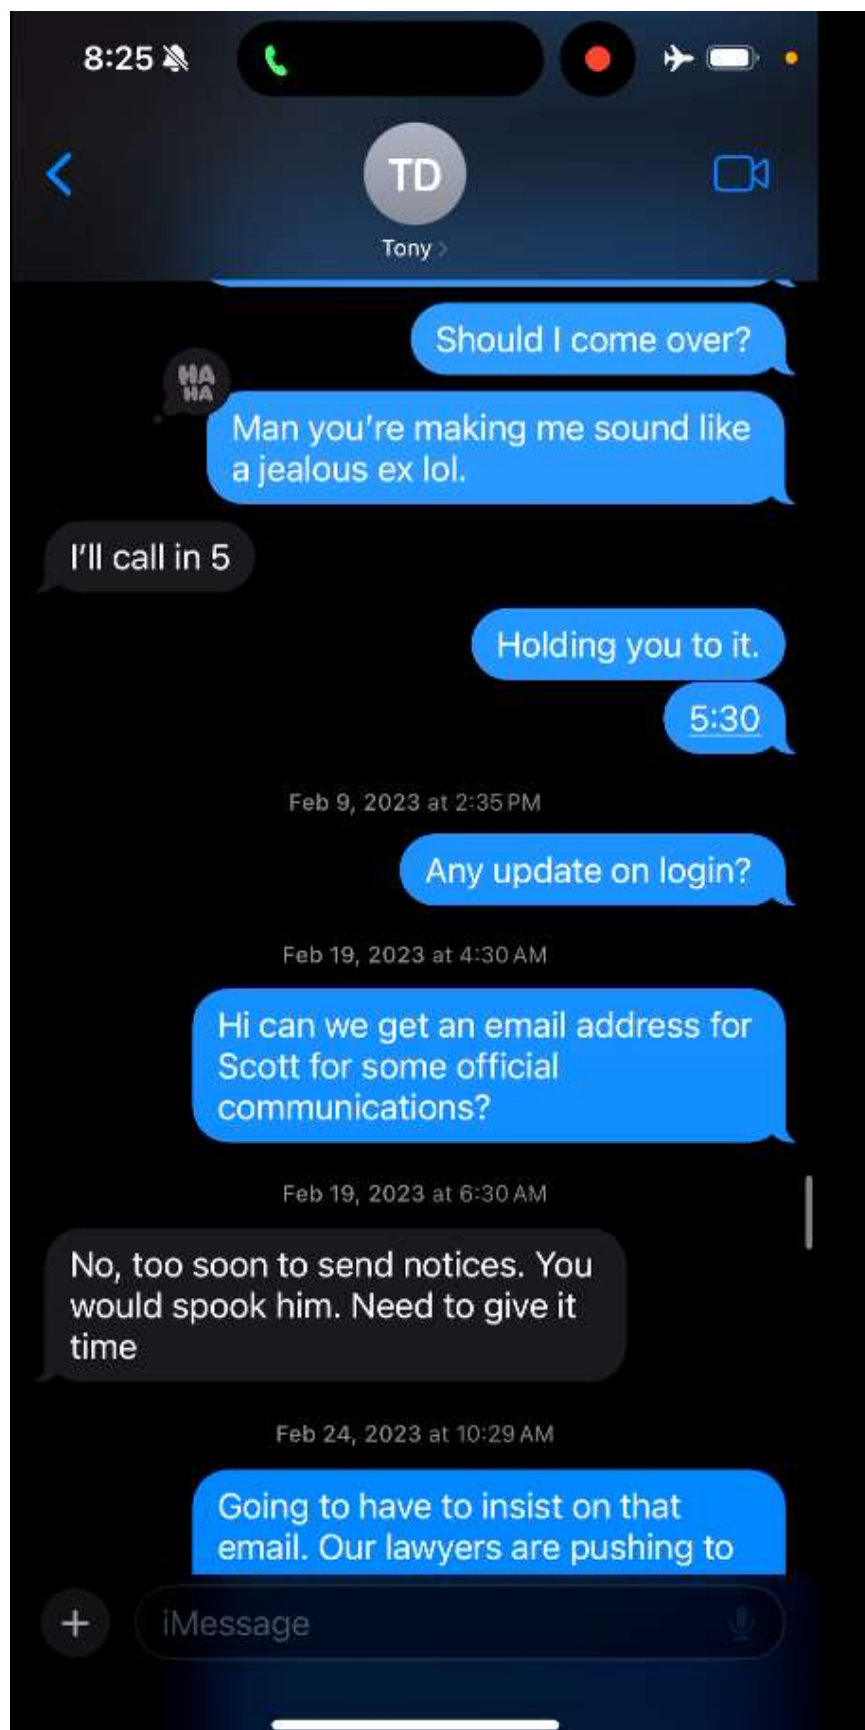 8:25
TD
Tony
Should I come over?
HA
HA
Man you’re making me sound like
a jealous ex lol.
I’ll call in 5
Holding you to it.
5:30
Feb 9, 2023 at 2:35 PM
Any update on login?
Feb 19, 2023 at 4:30 AM
Hi can we get an email address for
Scott for some official
communications?
Feb 19, 2023 at 6:30 AM
No, too soon to send notices. You
would spook him. Need to give it
time
Feb 24, 2023 at 10:29 AM
Going to have to insist on that
email. Our lawyers are pushing to
iMessage